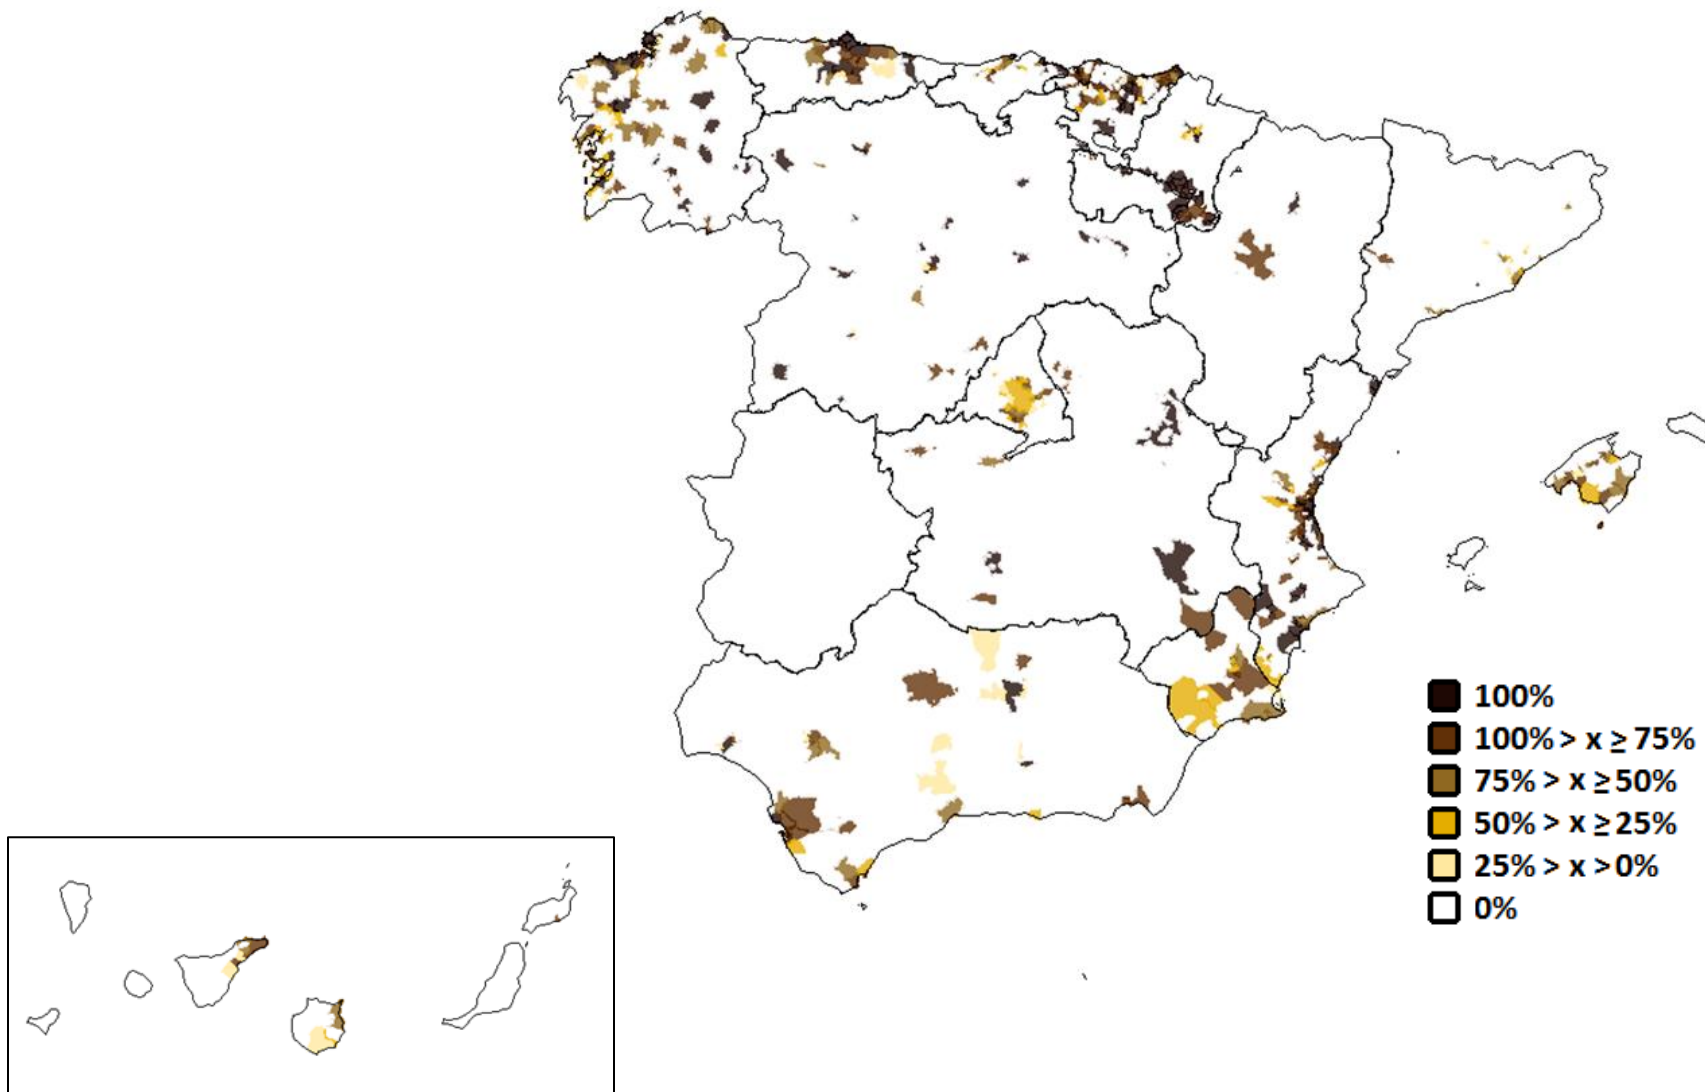 100%
100% > x ≥ 75%
75% > x ≥ 50%
50% > x ≥ 25%
25% > x > 0%
0%